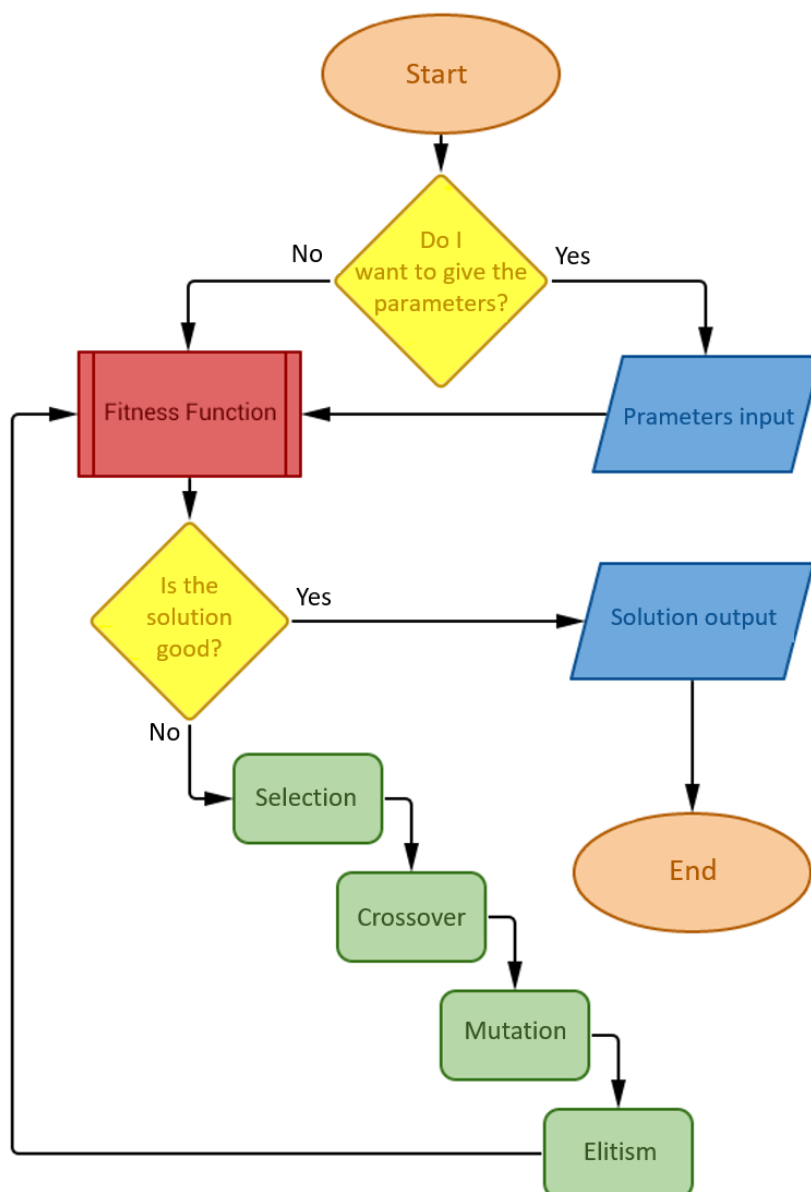 Start
Do I
want to give the
parameters?
No
Yes
Fitness Function
Prameters input
Is the
solution
good?
Yes
Solution output
No
Selection
End
Crossover
Mutation
Elitism